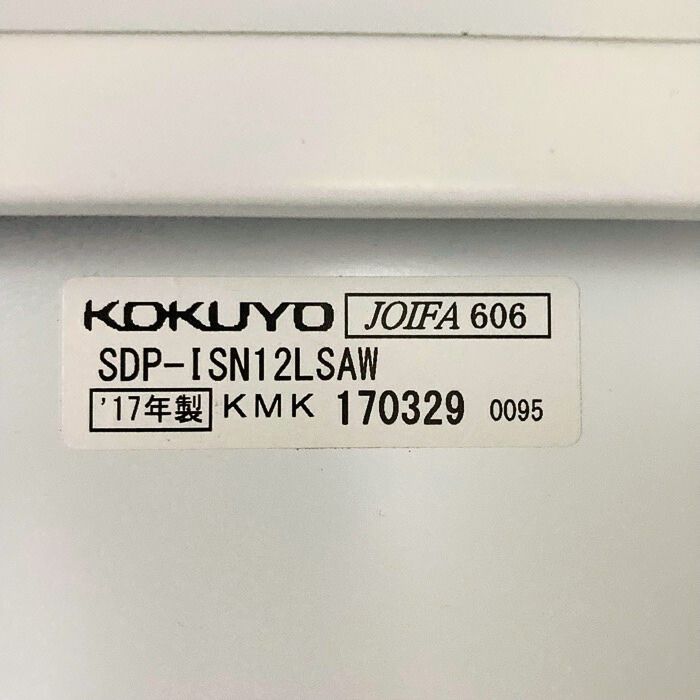 KOKUYO JOIFA 606
SDP-ISN12LSAW
'17年製 KMK 170329 0095